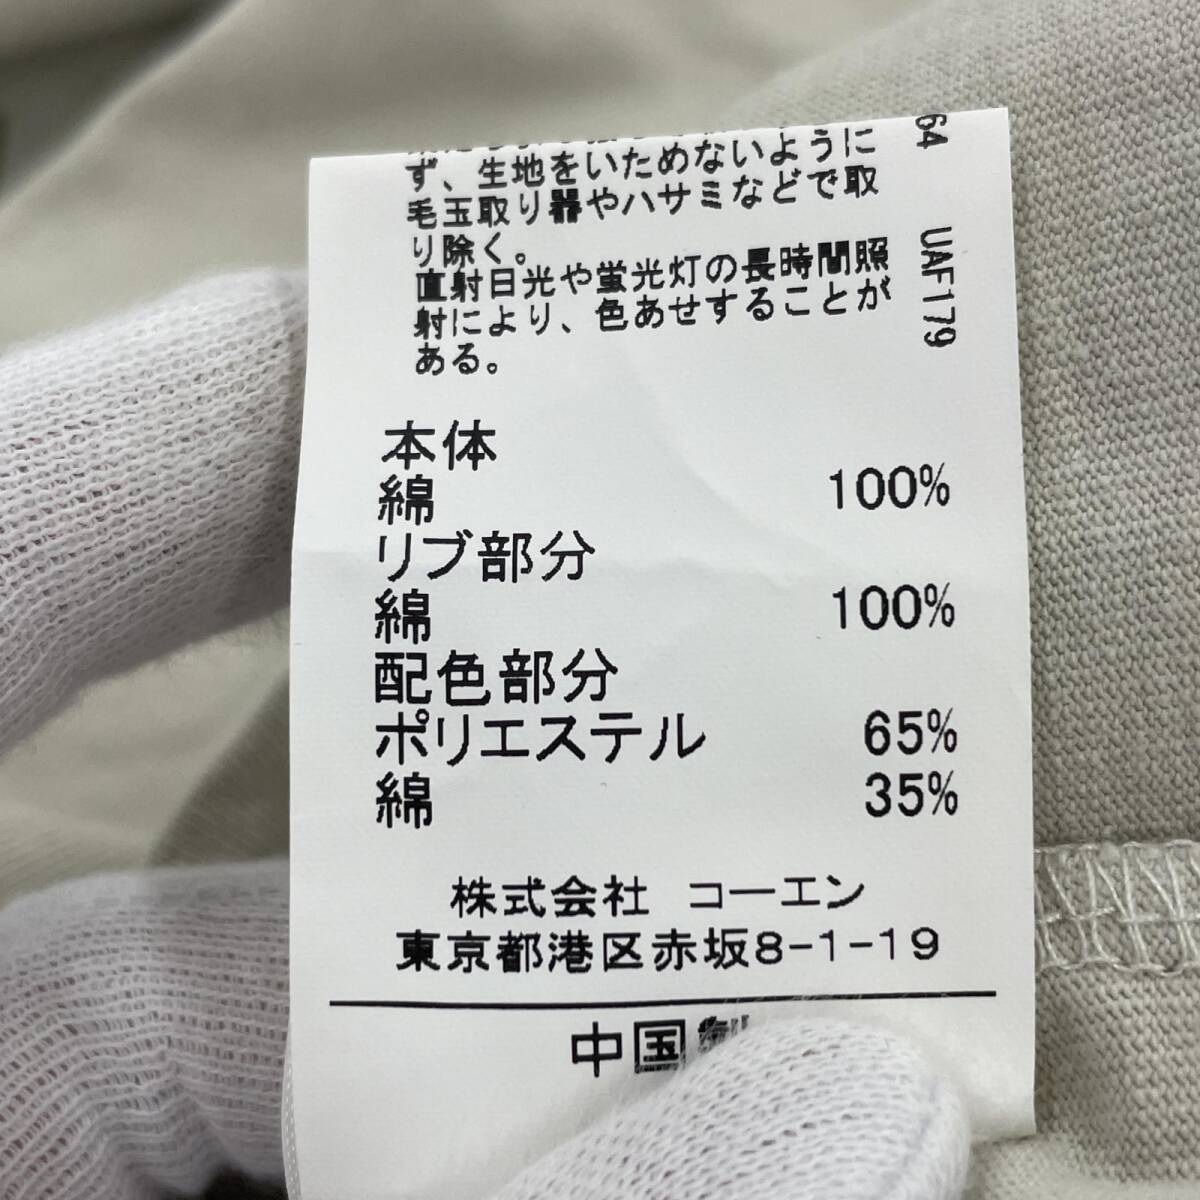 ず、生地をいためないように
毛玉取り器やハサミなどで取
り除く。
直射日光や蛍光灯の長時間照
射により、色あせすることが
ある。
本体
綿 100%
リブ部分
綿 100%
配色部分
ポリエステル 65%
綿 35%
株式会社 コーエン
東京都港区赤坂8-1-19
中国
64 UAF179